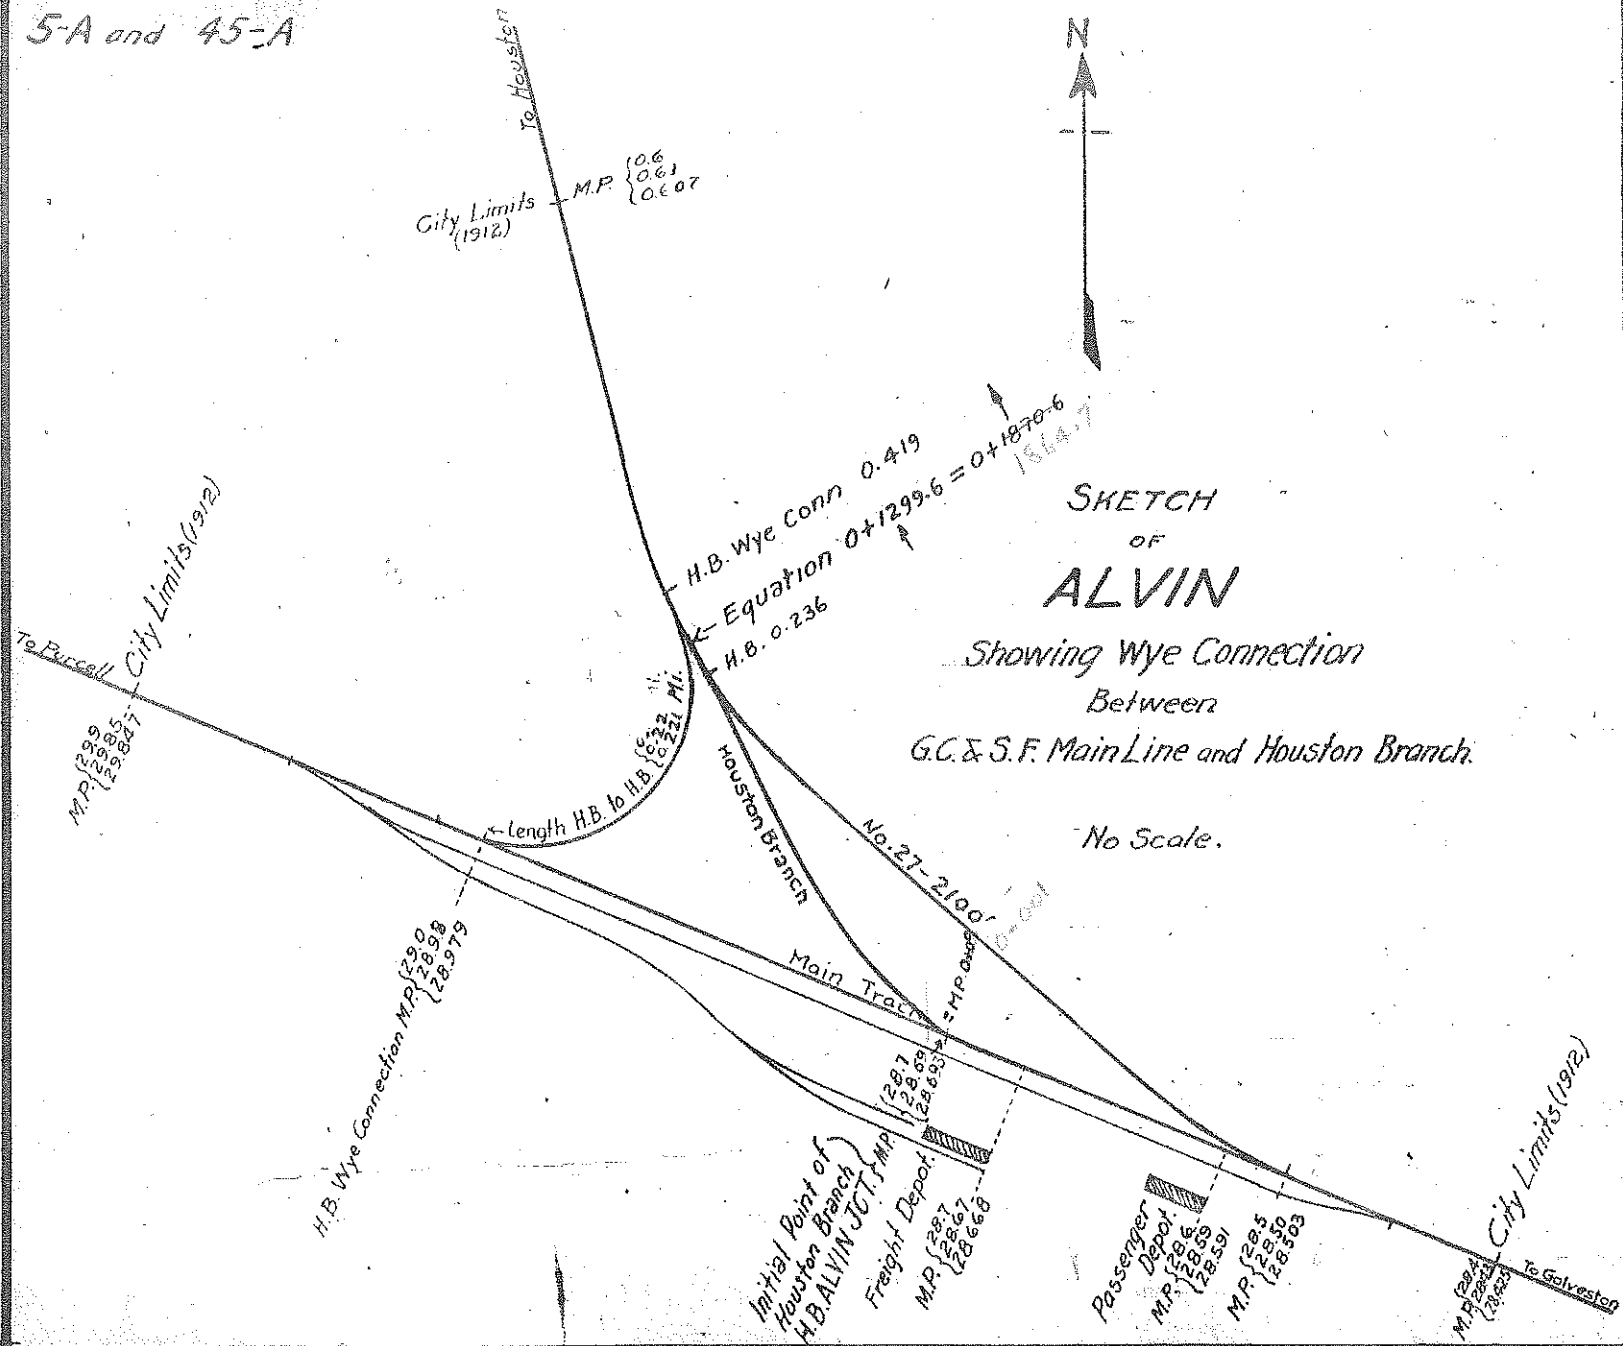 5-A and 45-A
To Houston
N
City Limits
(1912)
M.P. {0.6
{0.61
{0.607
H.B. Wye Conn 0.419
Equation 0+1299.6 = 0+1870.6
1864.7
H.B. 0.236
SKETCH
OF
ALVIN
Showing Wye Connection
Between
G.C. & S.F. Main Line and Houston Branch.
No Scale.
To Purcell
City Limits (1912)
M.P. {29.9
{29.85
{29.847
Length H.B. to H.B. {0.22
{0.221 Mi.
Houston Branch
No. 27 - 2100'
0-001
= M.P.
Main Track
H.B. Wye Connection M.P. {29.0
{28.98
{28.979
Initial Point of
Houston Branch
H.B. ALVIN JCT. } M.P. {28.7
{28.69
{28.693
Freight Depot.
M.P. {28.7
{28.67
{28.668
Passenger
Depot.
M.P. {28.6
{28.59
{28.591
M.P. {28.5
{28.50
{28.503
City Limits (1912)
M.P. {28.4
To Galveston